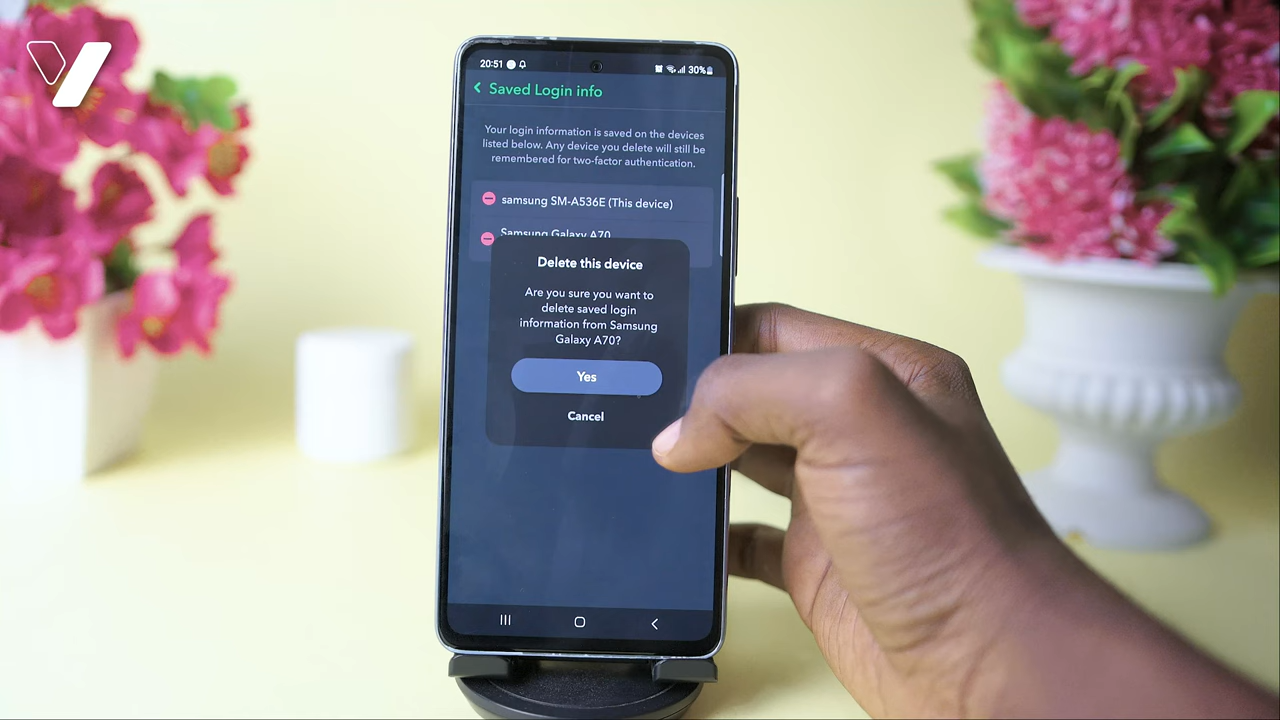 20:51
30%
Saved Login info
Your login information is saved on the devices
listed below. Any device you delete will still be
remembered for two-factor authentication.
samsung SM-A536E (This device)
Samsung Galaxy A70
Delete this device
Are you sure you want to
delete saved login
information from Samsung
Galaxy A70?
Yes
Cancel